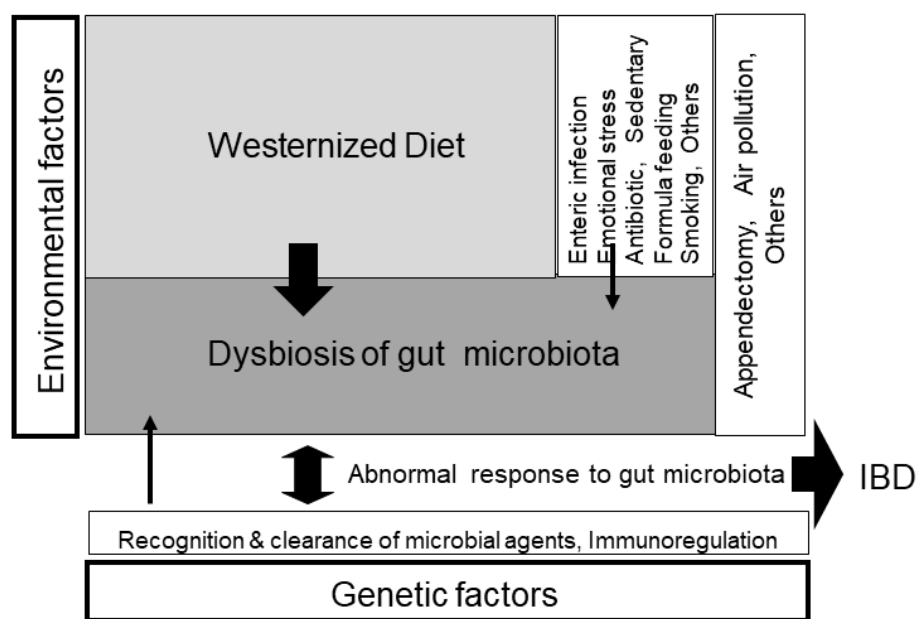 Environmental factors
Westernized Diet
Enteric infection
Emotional stress
Antibiotic, Sedentary
Formula feeding
Smoking, Others
Appendectomy, Air pollution,
Others
Dysbiosis of gut microbiota
Abnormal response to gut microbiota
IBD
Recognition & clearance of microbial agents, Immunoregulation
Genetic factors